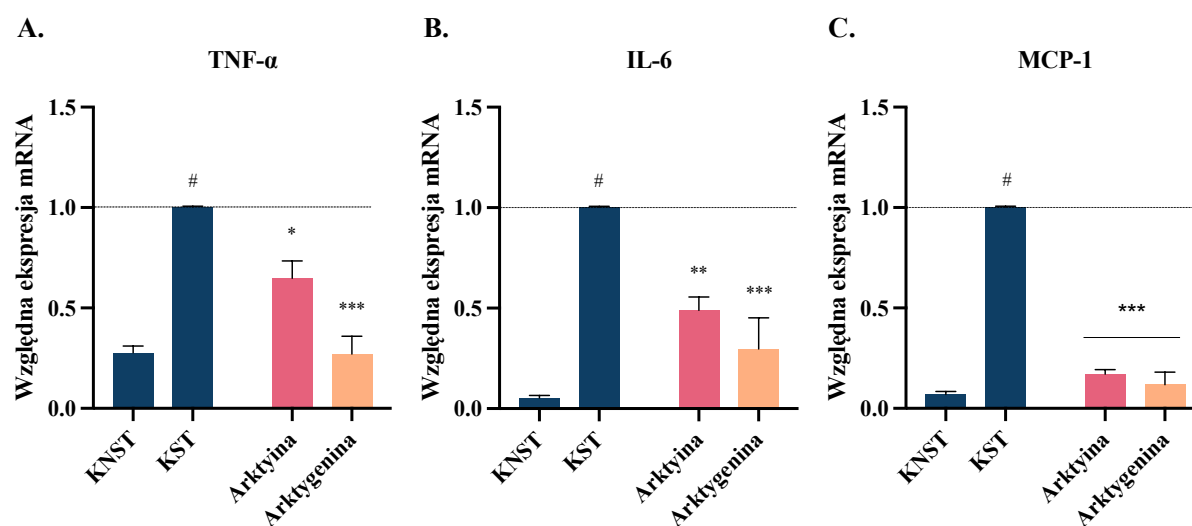 A.
TNF-α
Względna ekspresja mRNA
1.5
1.0
0.5
0.0
#
*
***
KNST
KST
Arktyina
Arktygenina
B.
IL-6
Względna ekspresja mRNA
1.5
1.0
0.5
0.0
#
**
***
KNST
KST
Arktyina
Arktygenina
C.
MCP-1
Względna ekspresja mRNA
1.5
1.0
0.5
0.0
#
***
KNST
KST
Arktyina
Arktygenina